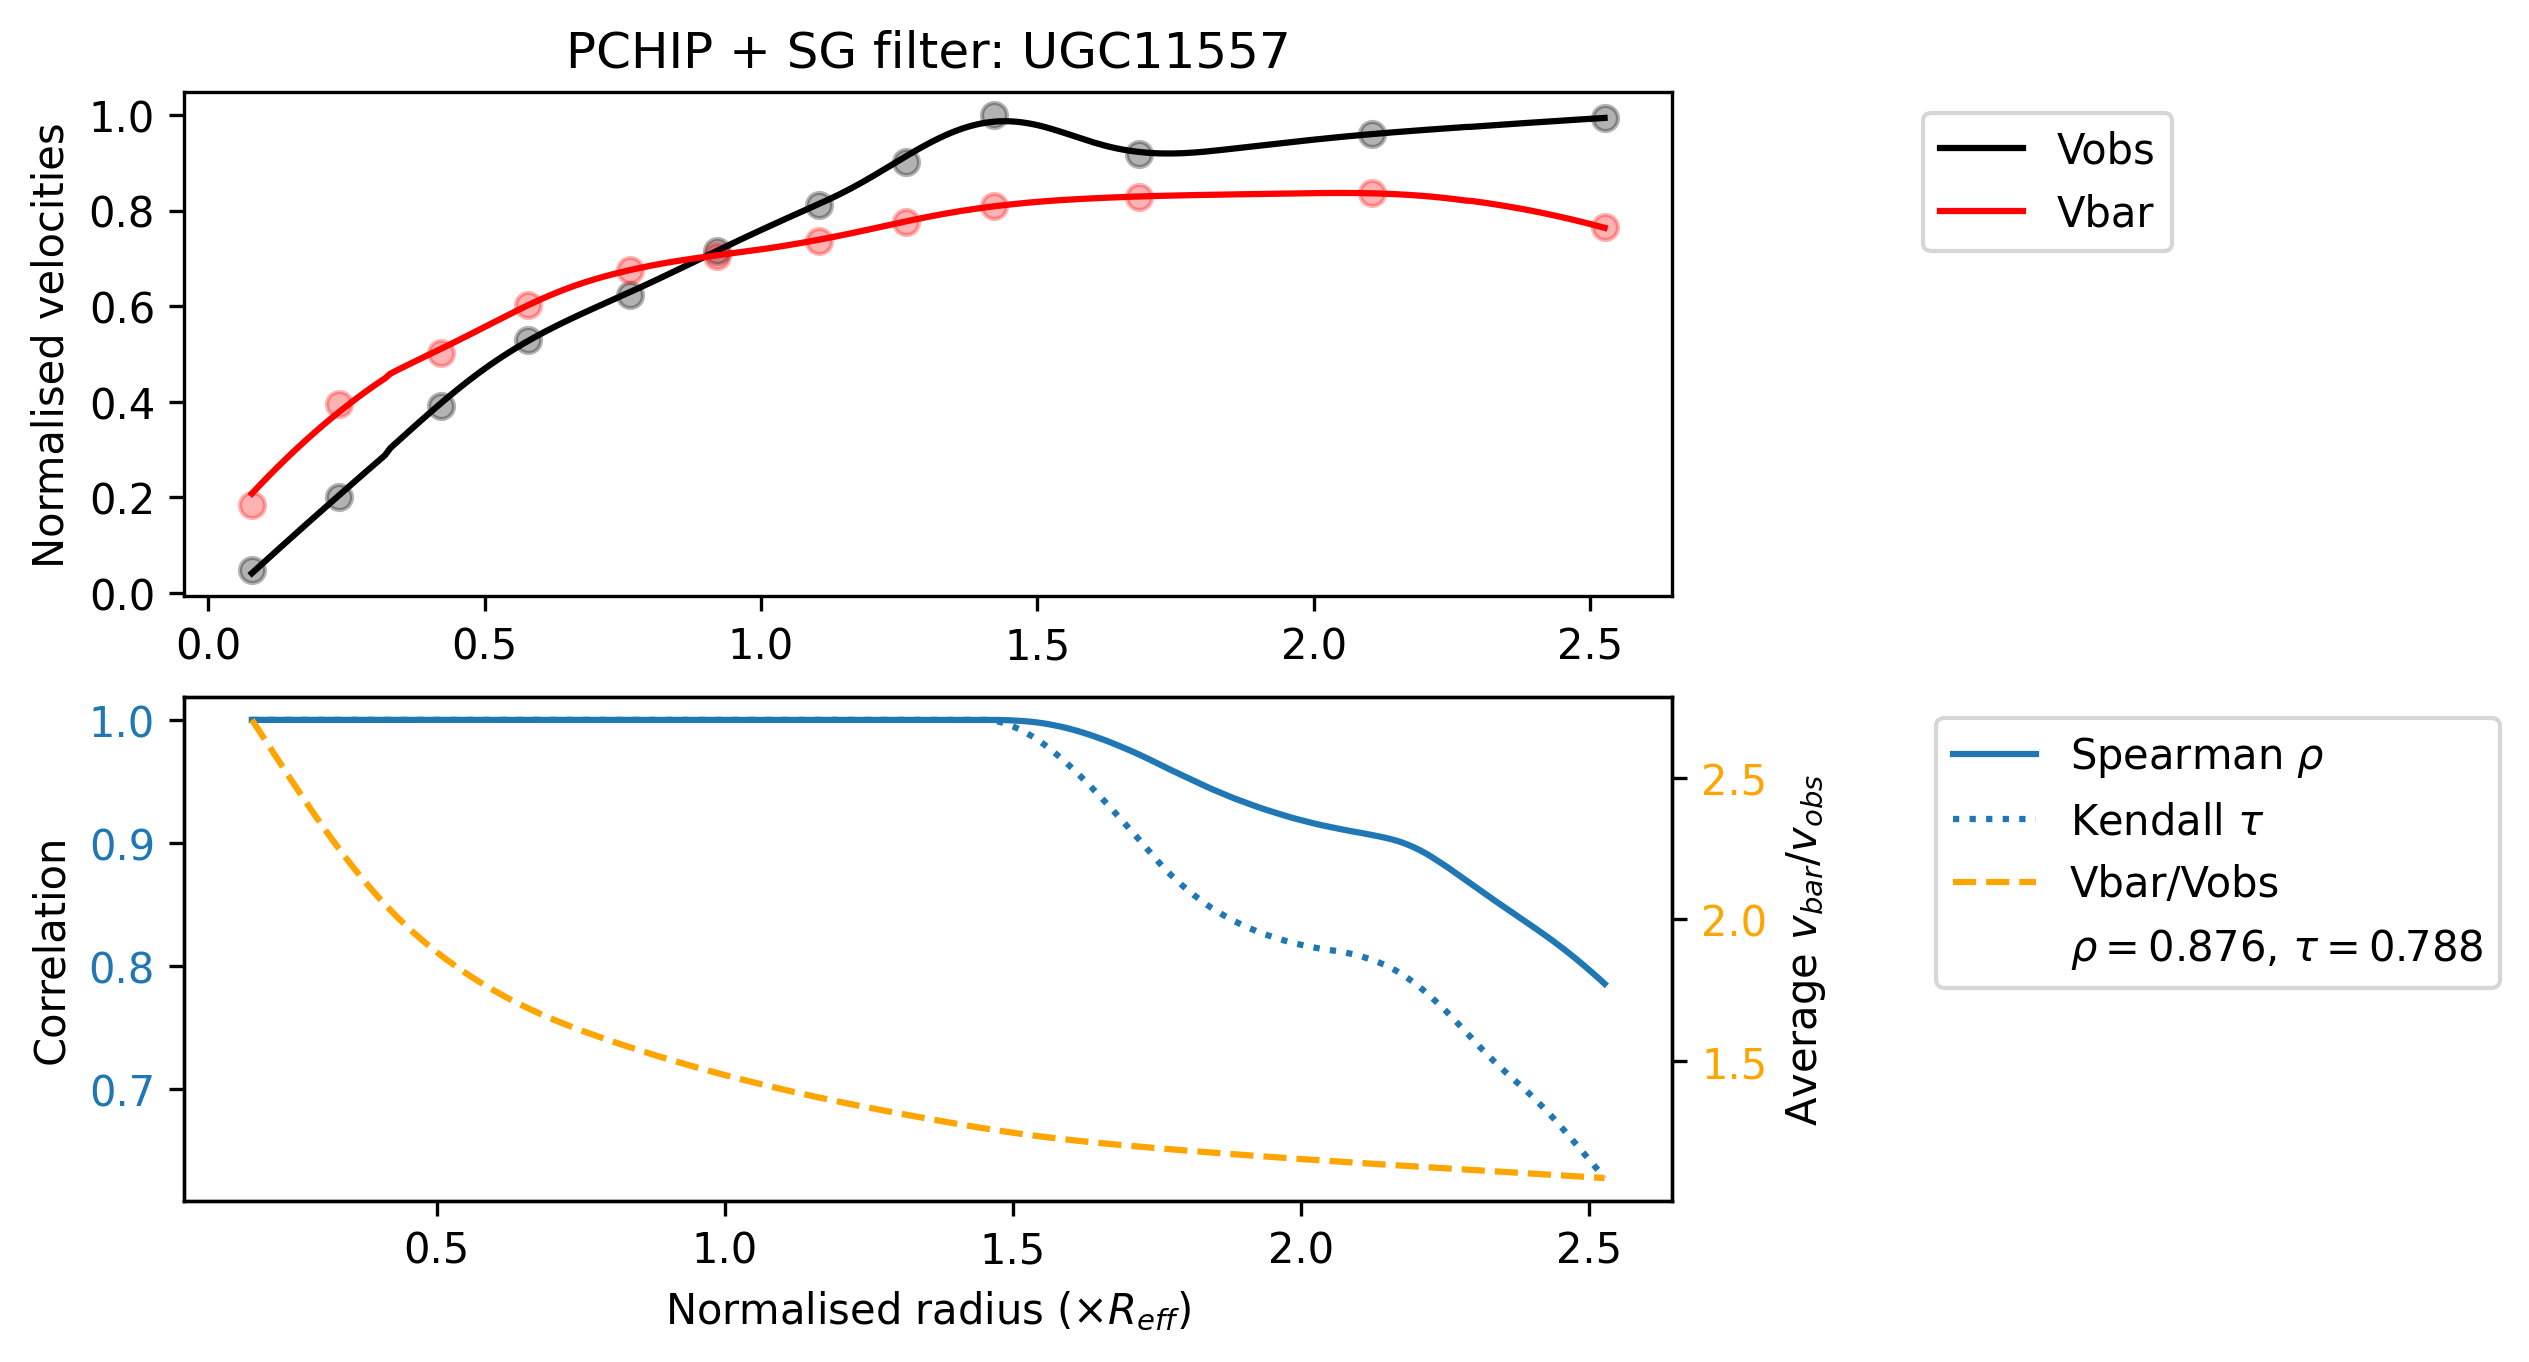 PCHIP + SG filter: UGC11557
Normalised velocities
1.0
0.8
0.6
0.4
0.2
0.0
0.0 0.5 1.0 1.5 2.0 2.5
Vobs
Vbar
Correlation
1.0
0.9
0.8
0.7
0.5 1.0 1.5 2.0 2.5
Normalised radius (×R_eff)
2.5
2.0
1.5
Average v_bar/v_obs
Spearman ρ
Kendall τ
Vbar/Vobs
ρ = 0.876, τ = 0.788